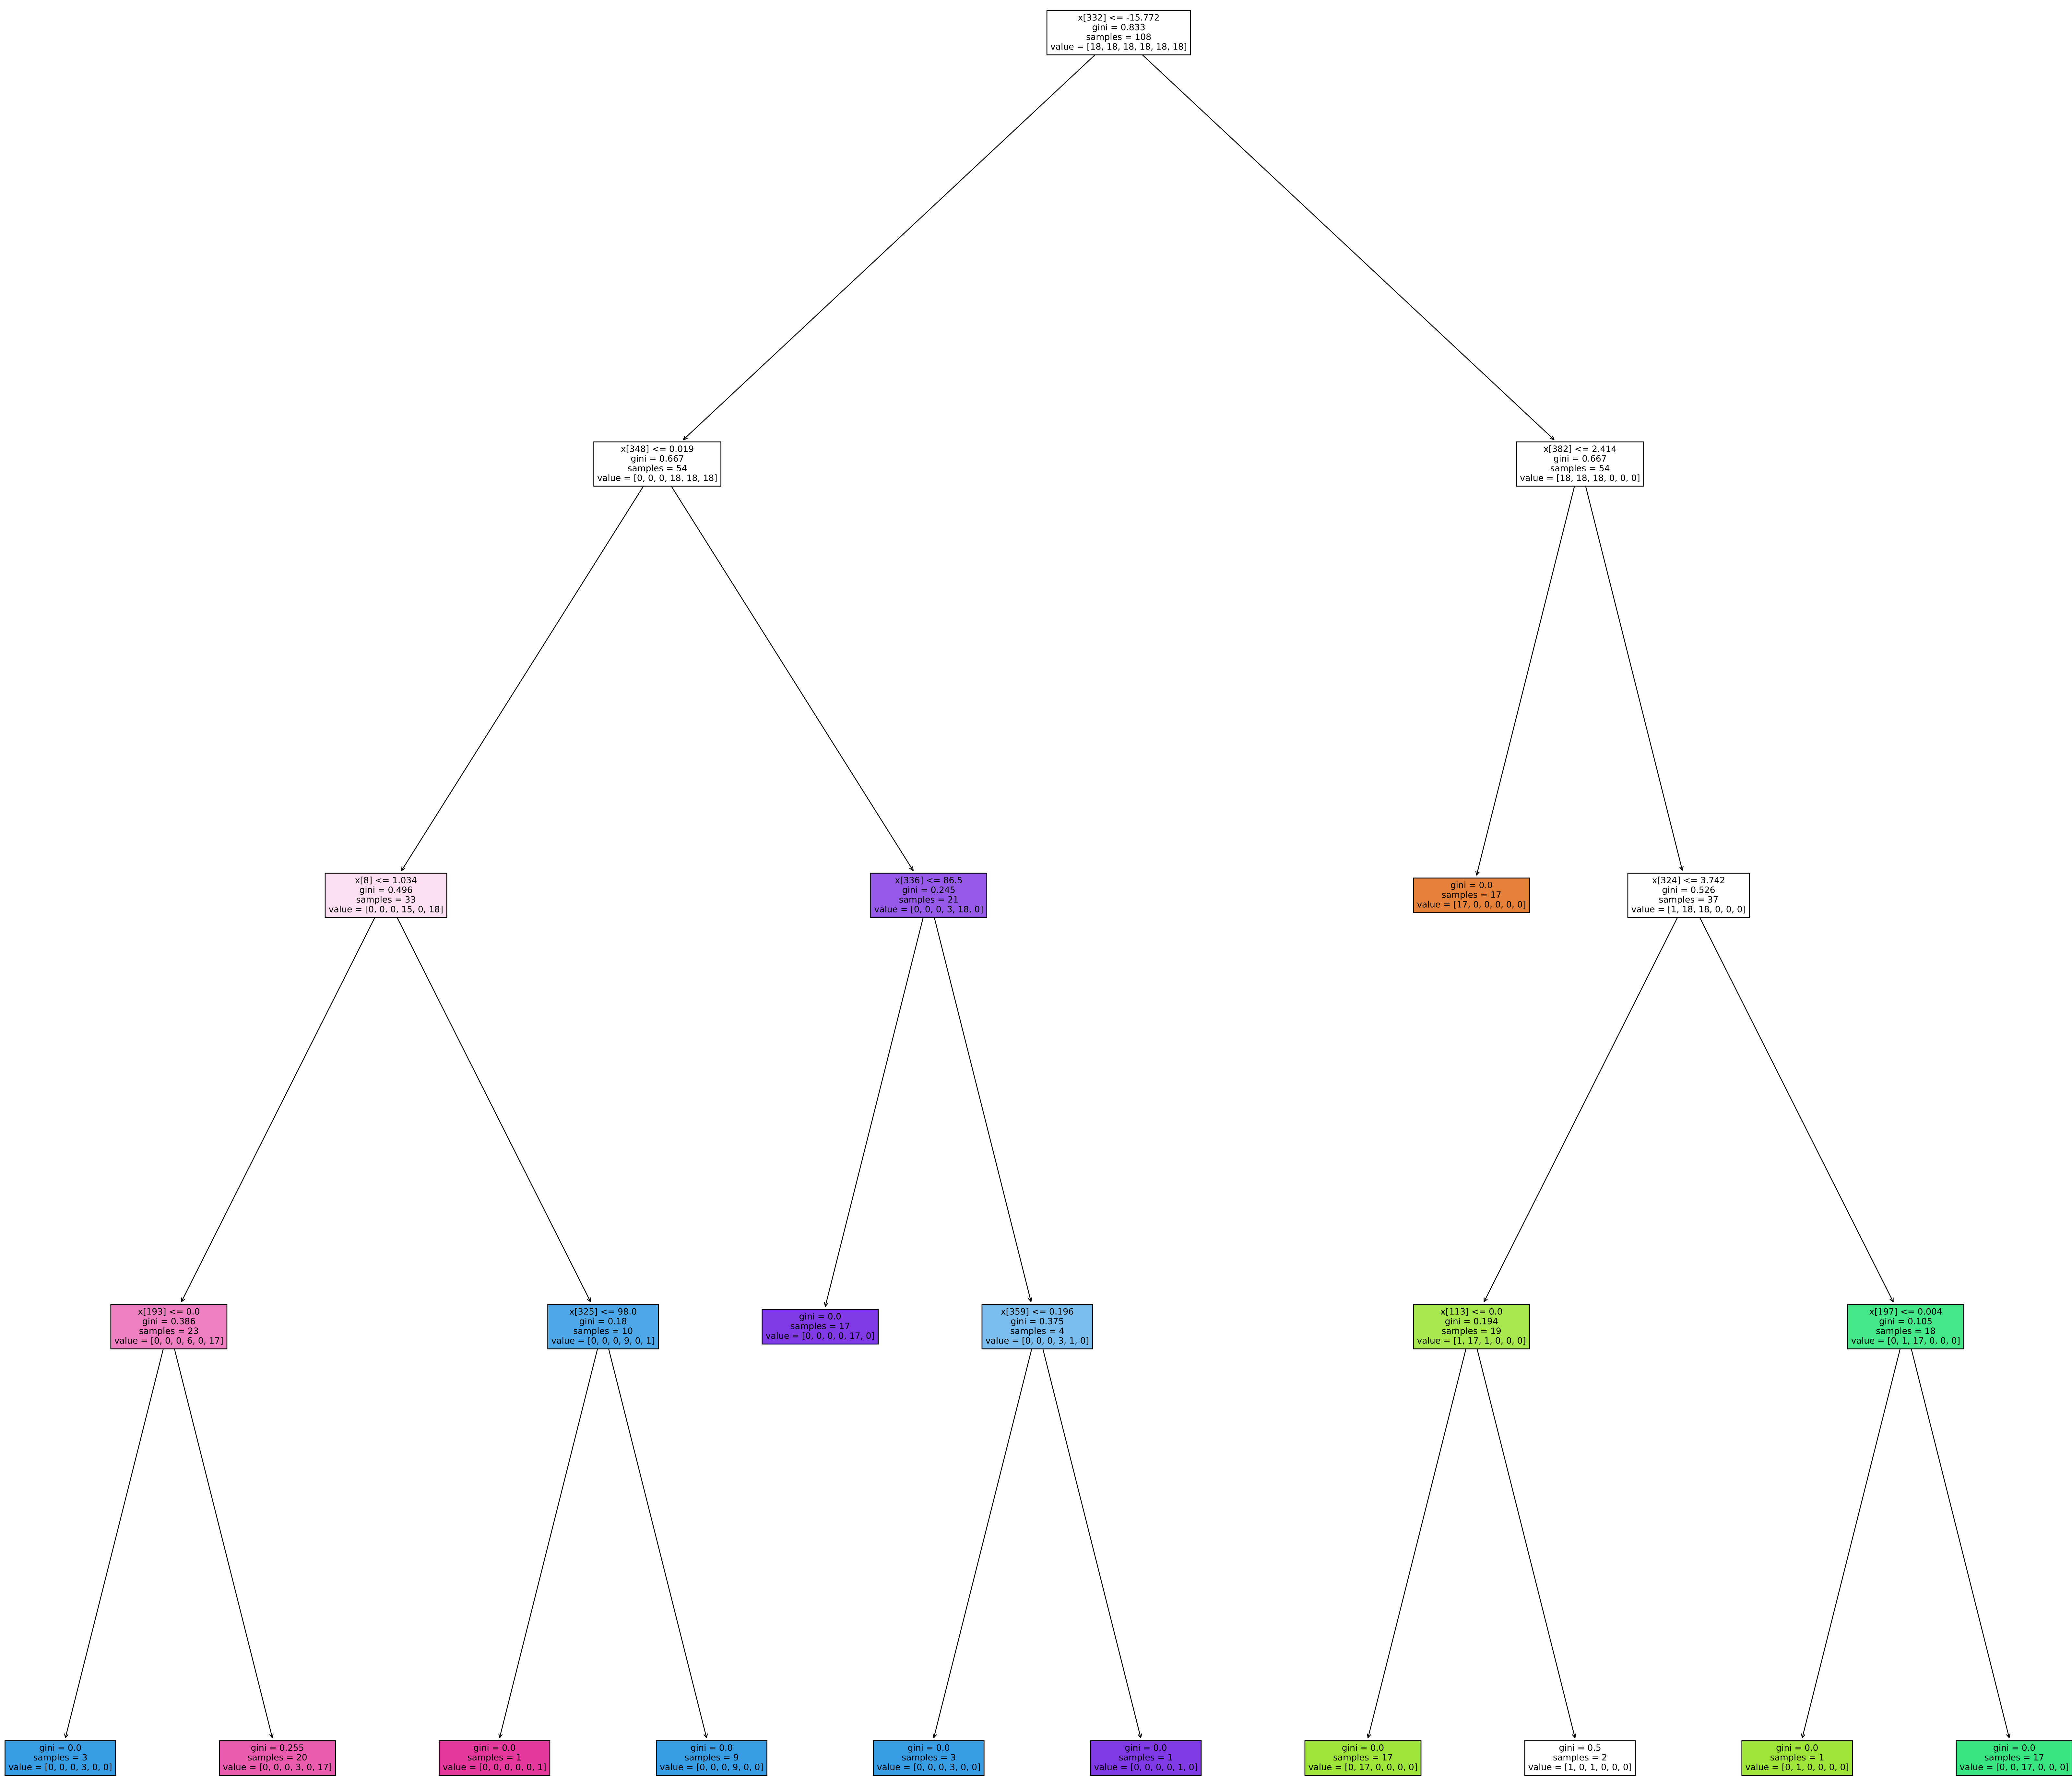 x[332] <= -15.772
gini = 0.833
samples = 108
value = [18, 18, 18, 18, 18, 18]
x[348] <= 0.019
gini = 0.667
samples = 54
value = [0, 0, 0, 18, 18, 18]
x[382] <= 2.414
gini = 0.667
samples = 54
value = [18, 18, 18, 0, 0, 0]
x[8] <= 1.034
gini = 0.496
samples = 33
value = [0, 0, 0, 15, 0, 18]
x[336] <= 86.5
gini = 0.245
samples = 21
value = [0, 0, 0, 3, 18, 0]
gini = 0.0
samples = 17
value = [17, 0, 0, 0, 0, 0]
x[324] <= 3.742
gini = 0.526
samples = 37
value = [1, 18, 18, 0, 0, 0]
x[193] <= 0.0
gini = 0.386
samples = 23
value = [0, 0, 0, 6, 0, 17]
x[325] <= 98.0
gini = 0.18
samples = 10
value = [0, 0, 0, 9, 0, 1]
gini = 0.0
samples = 17
value = [0, 0, 0, 0, 17, 0]
x[359] <= 0.196
gini = 0.375
samples = 4
value = [0, 0, 0, 3, 1, 0]
x[113] <= 0.0
gini = 0.194
samples = 19
value = [1, 17, 1, 0, 0, 0]
x[197] <= 0.004
gini = 0.105
samples = 18
value = [0, 1, 17, 0, 0, 0]
gini = 0.0
samples = 3
value = [0, 0, 0, 3, 0, 0]
gini = 0.255
samples = 20
value = [0, 0, 0, 3, 0, 17]
gini = 0.0
samples = 1
value = [0, 0, 0, 0, 0, 1]
gini = 0.0
samples = 9
value = [0, 0, 0, 9, 0, 0]
gini = 0.0
samples = 3
value = [0, 0, 0, 3, 0, 0]
gini = 0.0
samples = 1
value = [0, 0, 0, 0, 1, 0]
gini = 0.0
samples = 17
value = [0, 17, 0, 0, 0, 0]
gini = 0.5
samples = 2
value = [1, 0, 1, 0, 0, 0]
gini = 0.0
samples = 1
value = [0, 1, 0, 0, 0, 0]
gini = 0.0
samples = 17
value = [0, 0, 17, 0, 0, 0]